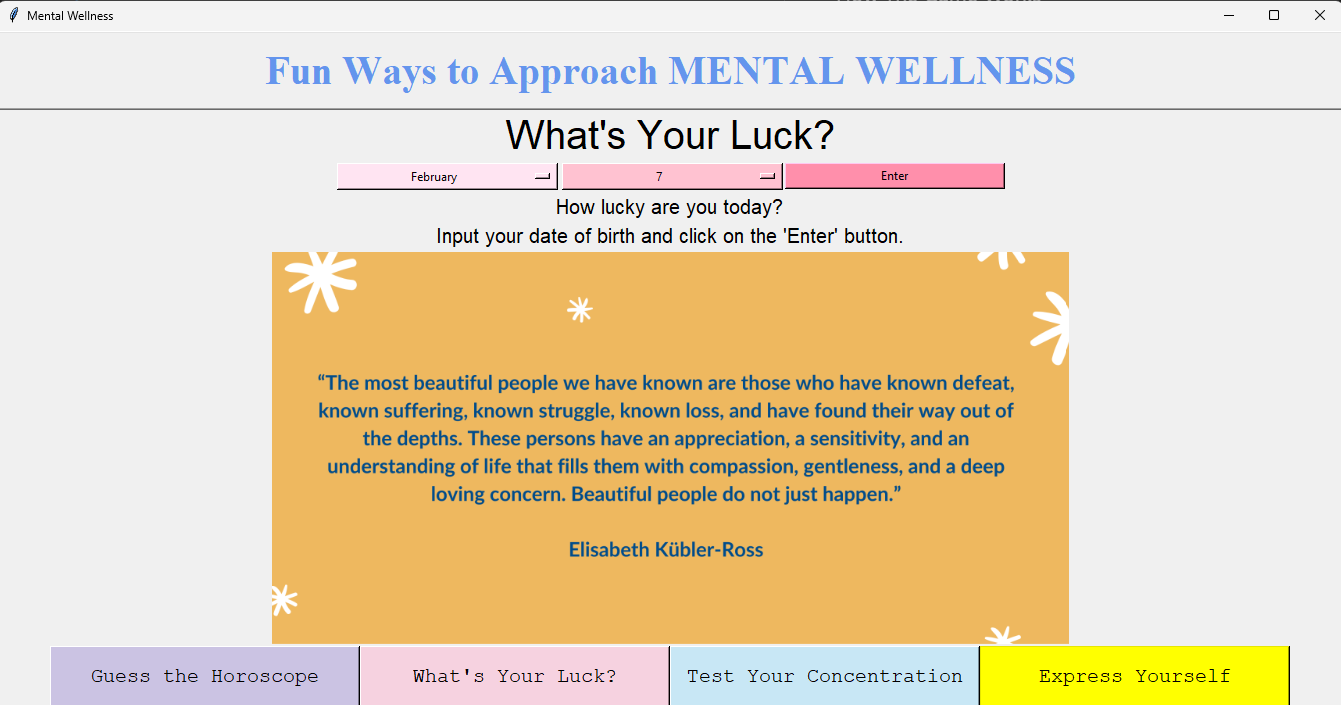 Mental Wellness
Fun Ways to Approach MENTAL WELLNESS
What's Your Luck?
February 7 Enter
How lucky are you today?
Input your date of birth and click on the 'Enter' button.
“The most beautiful people we have known are those who have known defeat,
known suffering, known struggle, known loss, and have found their way out of
the depths. These persons have an appreciation, a sensitivity, and an
understanding of life that fills them with compassion, gentleness, and a deep
loving concern. Beautiful people do not just happen.”
Elisabeth Kübler-Ross
Guess the Horoscope What's Your Luck? Test Your Concentration Express Yourself